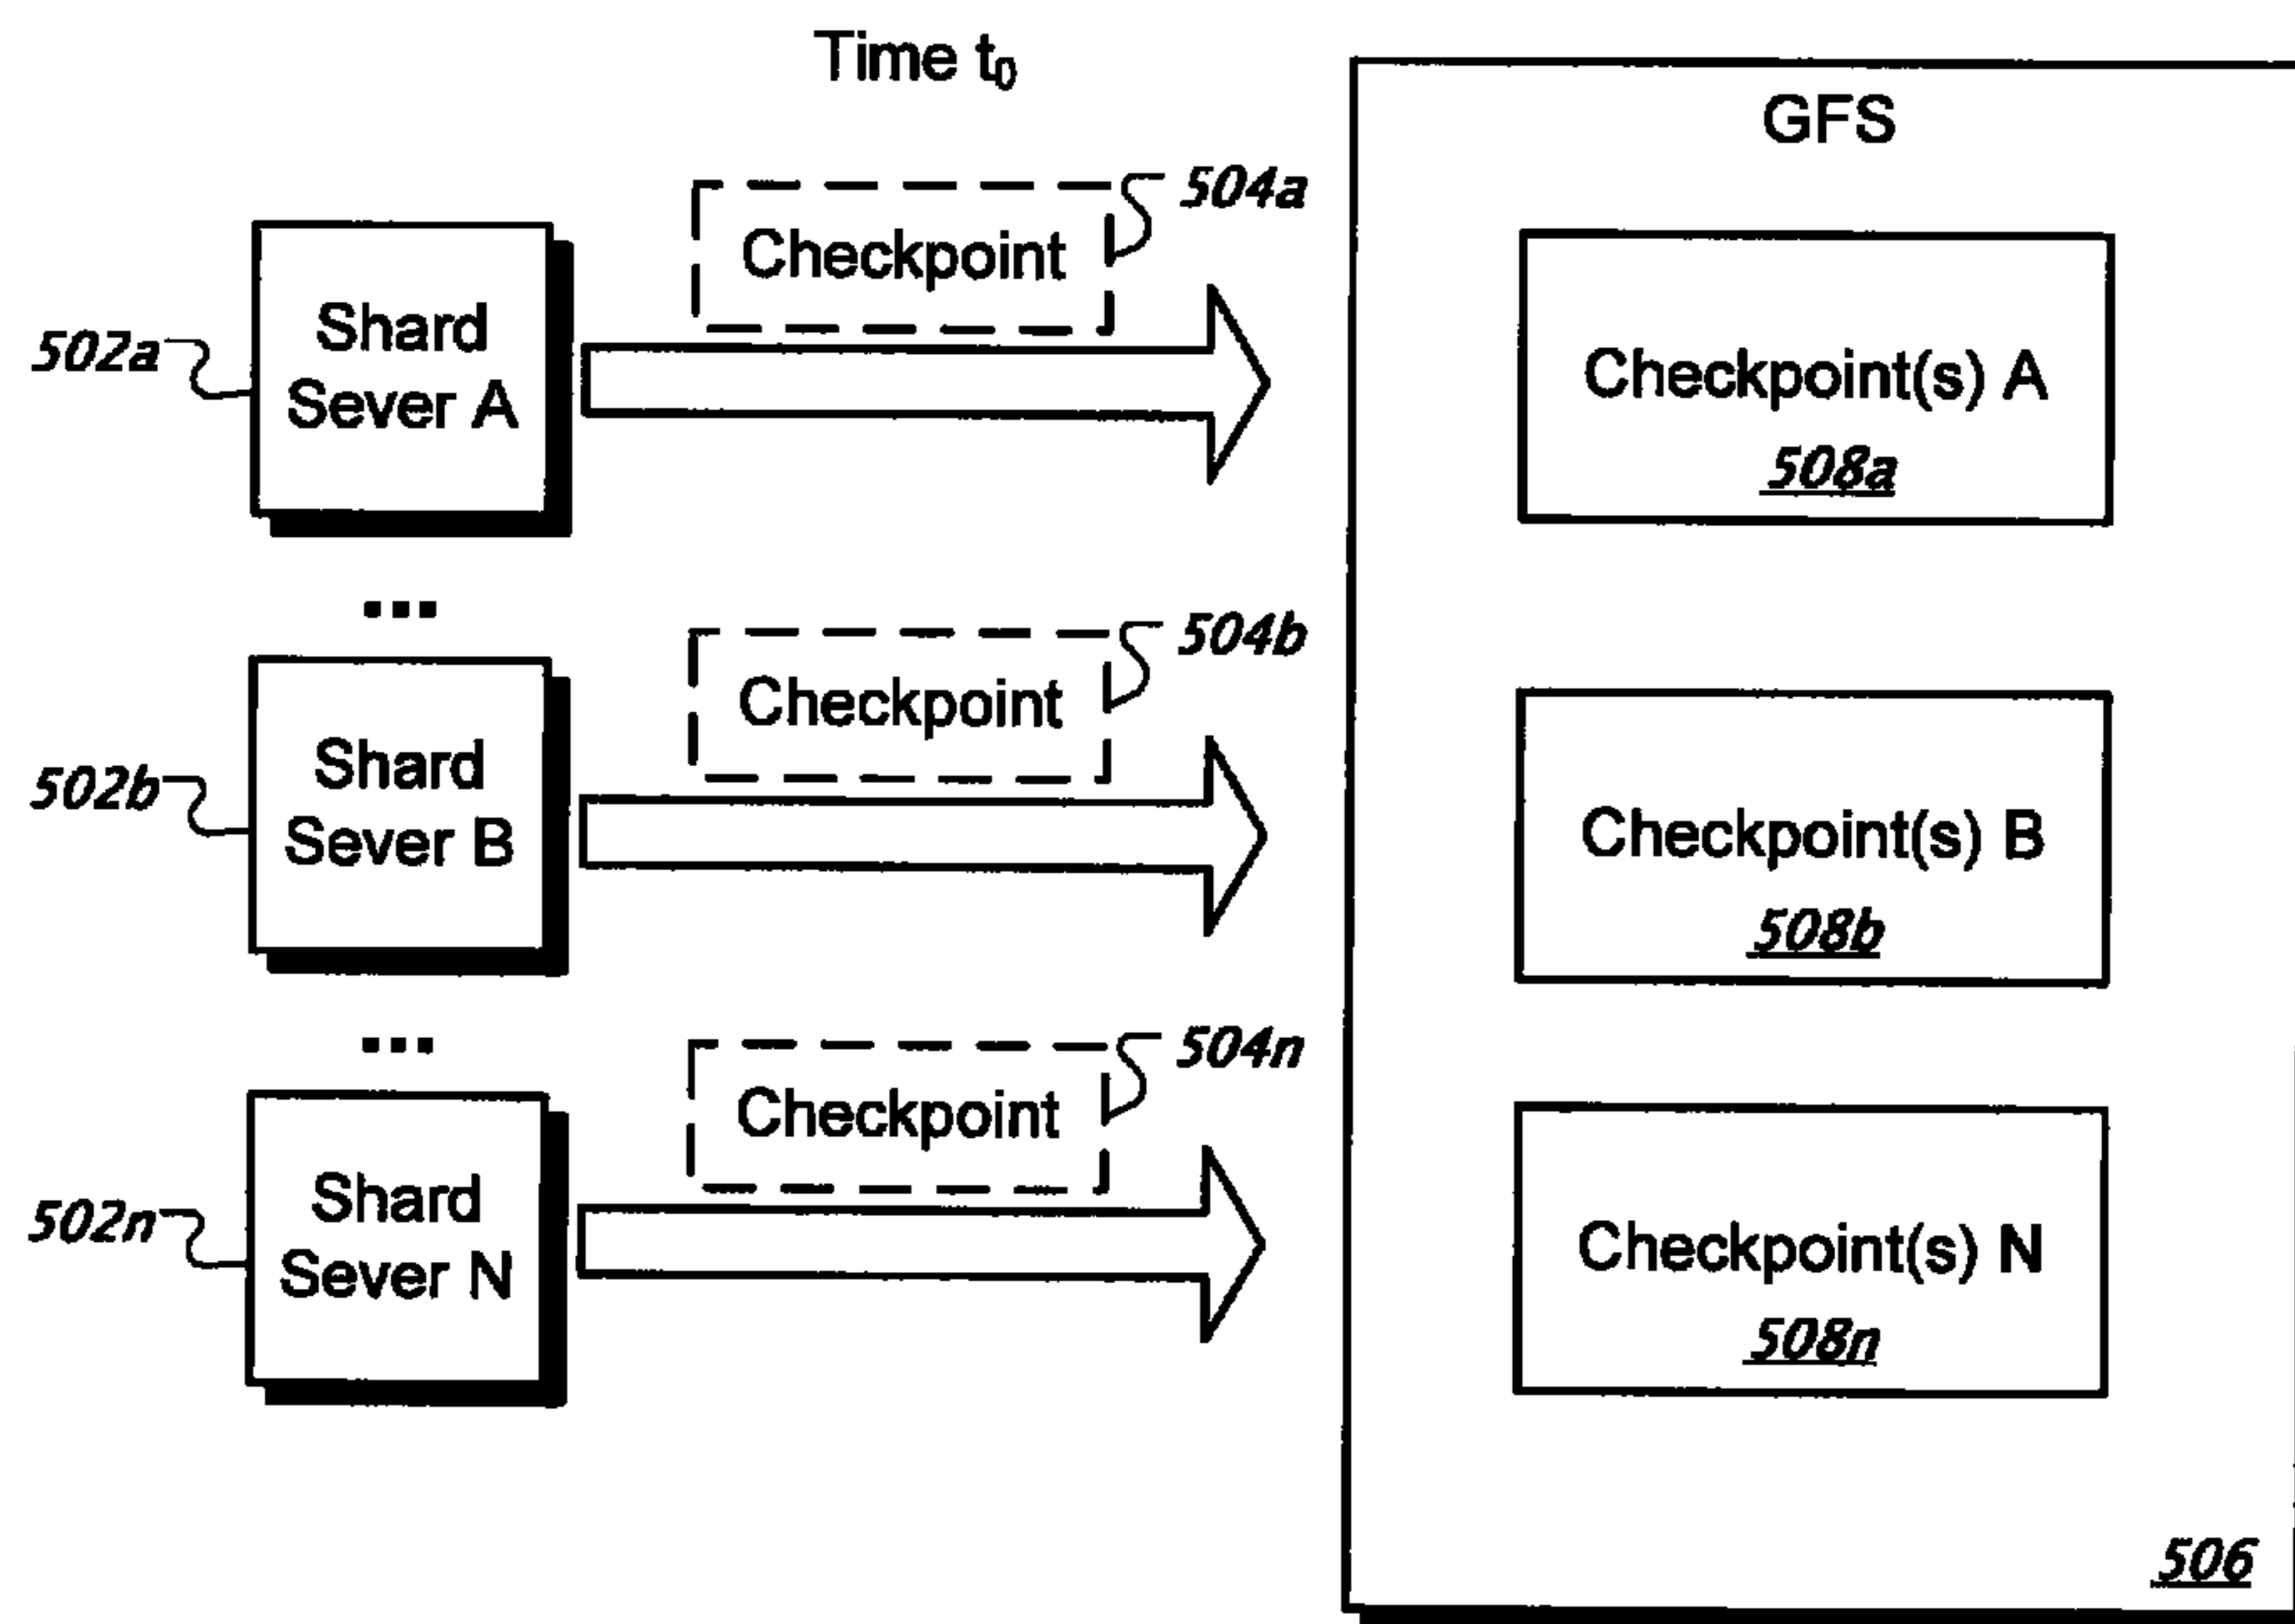 Time t0
GFS
504a
Checkpoint
Shard
Sever A
502a
Checkpoint(s) A
508a
...
504b
Checkpoint
Shard
Sever B
502b
Checkpoint(s) B
508b
...
504n
Checkpoint
Shard
Sever N
502n
Checkpoint(s) N
508n
506